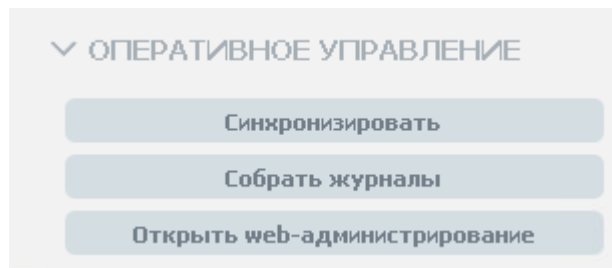 ОПЕРАТИВНОЕ УПРАВЛЕНИЕ
Синхронизировать
Собрать журналы
Открыть web-администрирование